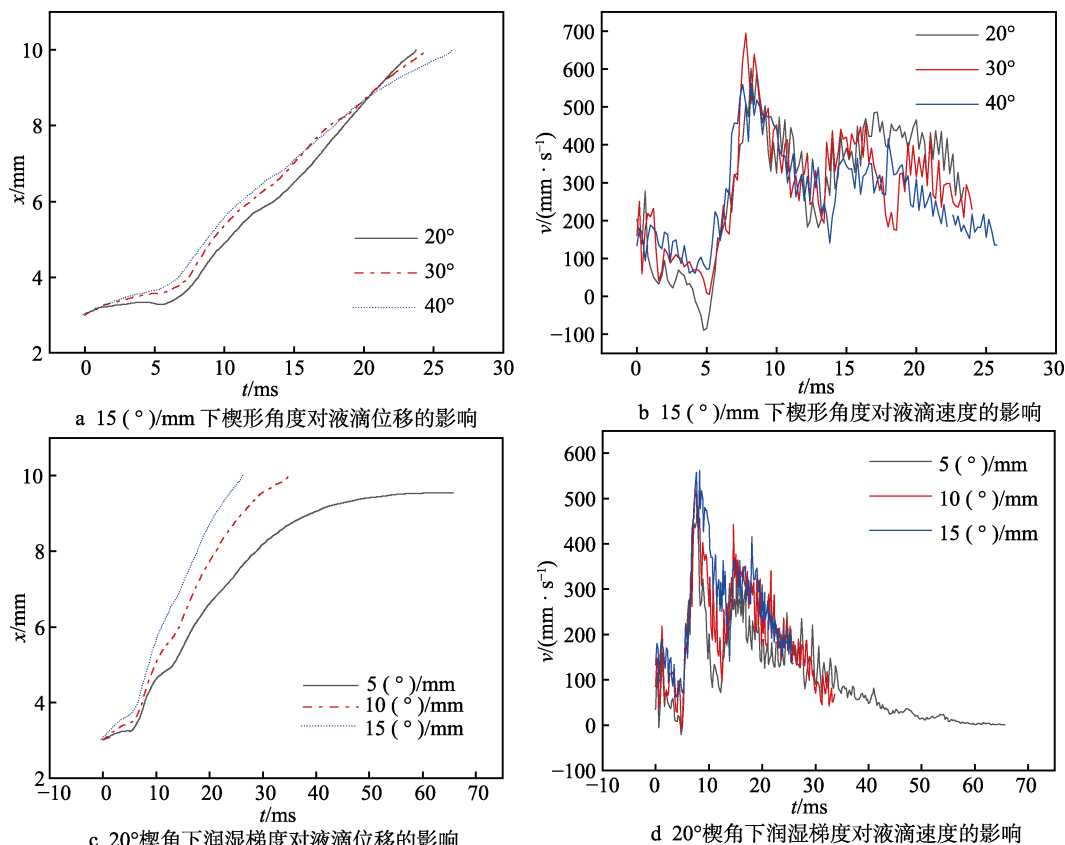 10
8
6
4
2
x/mm
20°
30°
40°
0 5 10 15 20 25 30
t/ms
a 15 ( ° )/mm 下楔形角度对液滴位移的影响
700
600
500
400
300
200
100
0
−100
v/(mm · s⁻¹)
20°
30°
40°
0 5 10 15 20 25 30
t/ms
b 15 ( ° )/mm 下楔形角度对液滴速度的影响
10
8
6
4
2
x/mm
5 ( ° )/mm
10 ( ° )/mm
15 ( ° )/mm
−10 0 10 20 30 40 50 60 70
t/ms
c 20°楔角下润湿梯度对液滴位移的影响
600
500
400
300
200
100
0
−100
v/(mm · s⁻¹)
5 ( ° )/mm
10 ( ° )/mm
15 ( ° )/mm
−10 0 10 20 30 40 50 60 70
t/ms
d 20°楔角下润湿梯度对液滴速度的影响